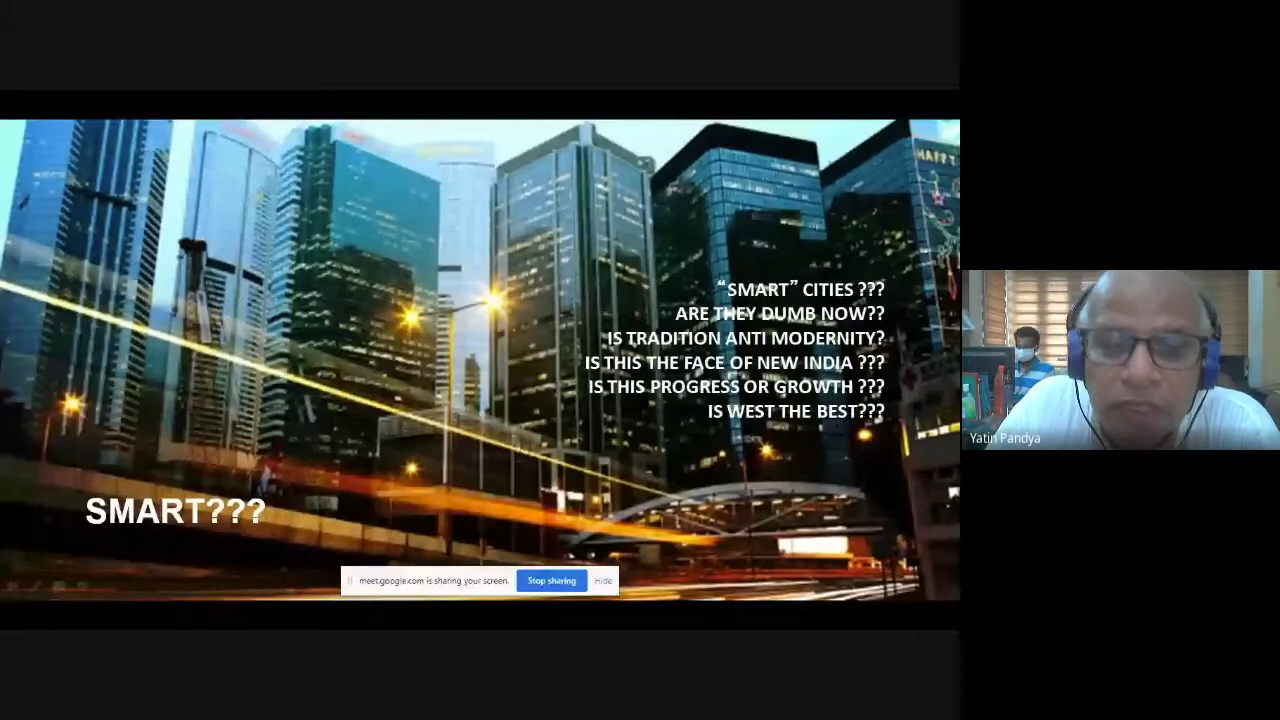 HAPPY
“SMART” CITIES ???
ARE THEY DUMB NOW??
IS TRADITION ANTI MODERNITY?
IS THIS THE FACE OF NEW INDIA ???
IS THIS PROGRESS OR GROWTH ???
IS WEST THE BEST???
SMART???
meet.google.com is sharing your screen.
Stop sharing
Hide
Yatin Pandya